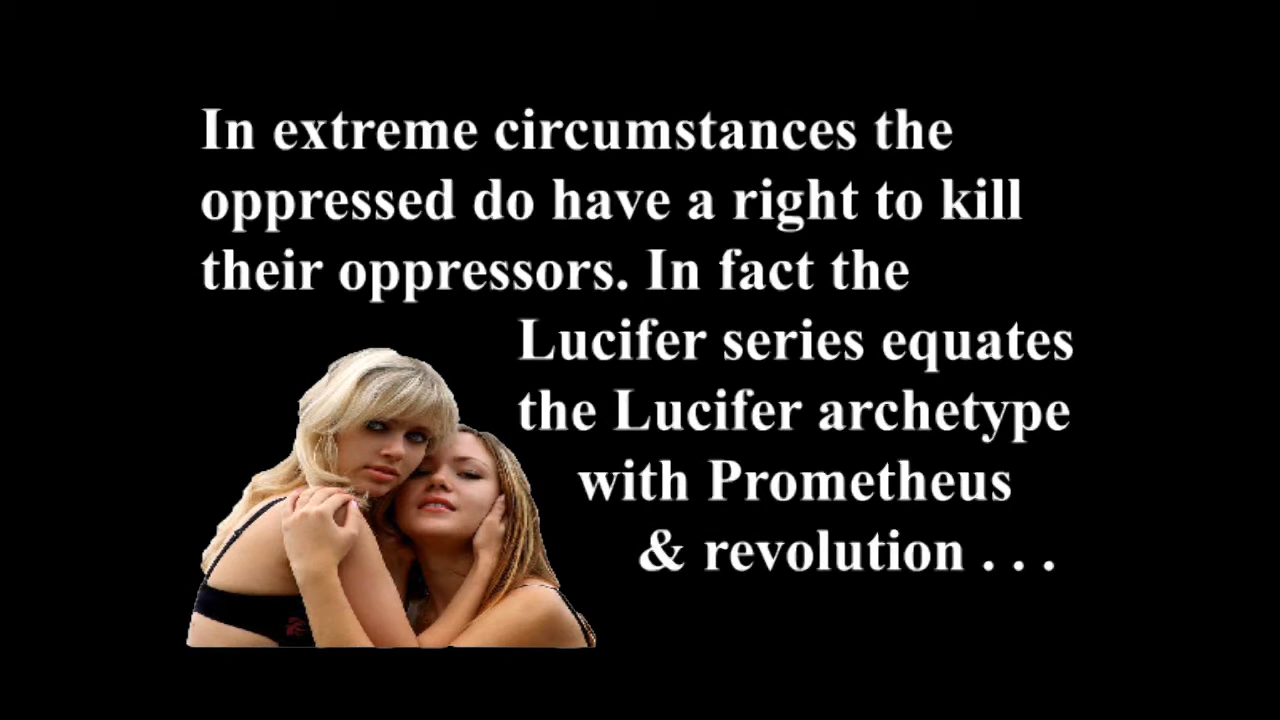 In extreme circumstances the
oppressed do have a right to kill
their oppressors. In fact the
Lucifer series equates
the Lucifer archetype
with Prometheus
& revolution . . .